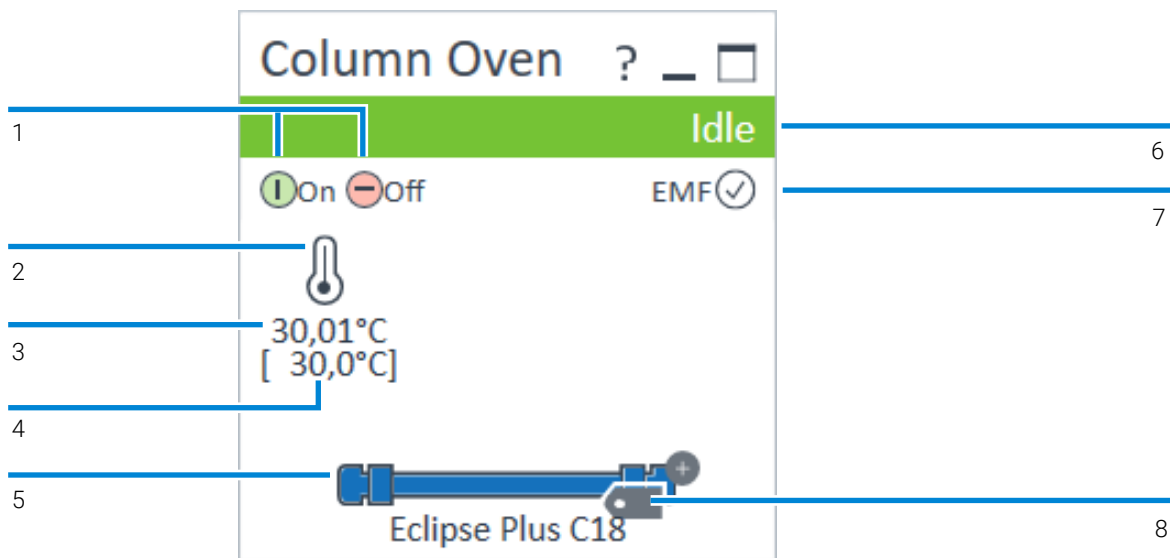 Column Oven ?
1
Idle
6
On Off EMF
7
2
30,01°C
3
[ 30,0°C]
4
5
Eclipse Plus C18
8